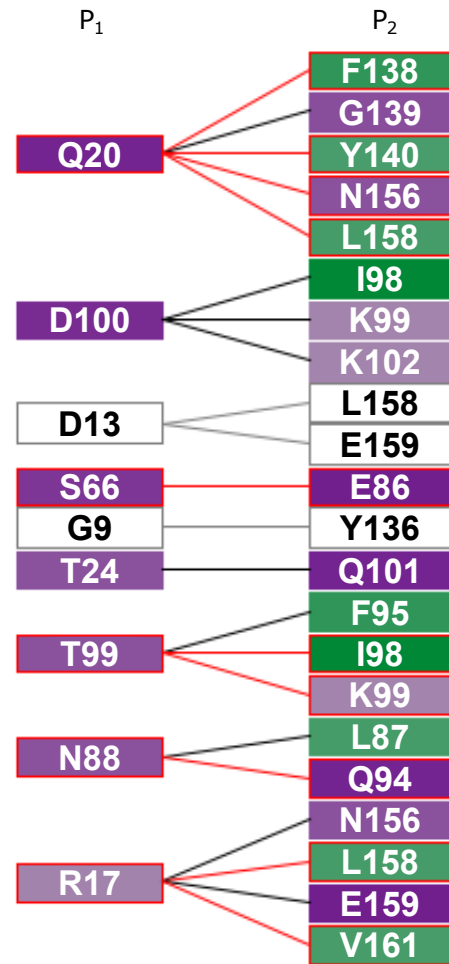 P₁ P₂
F138
G139
Q20 Y140
N156
L158
I98
D100 K99
K102
L158
D13
E159
S66 E86
G9 Y136
T24 Q101
F95
T99 I98
K99
L87
N88
Q94
N156
L158
R17
E159
V161